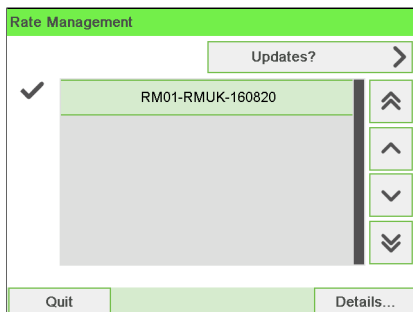 Rate Management
Updates?
RM01-RMUK-160820
Quit
Details...